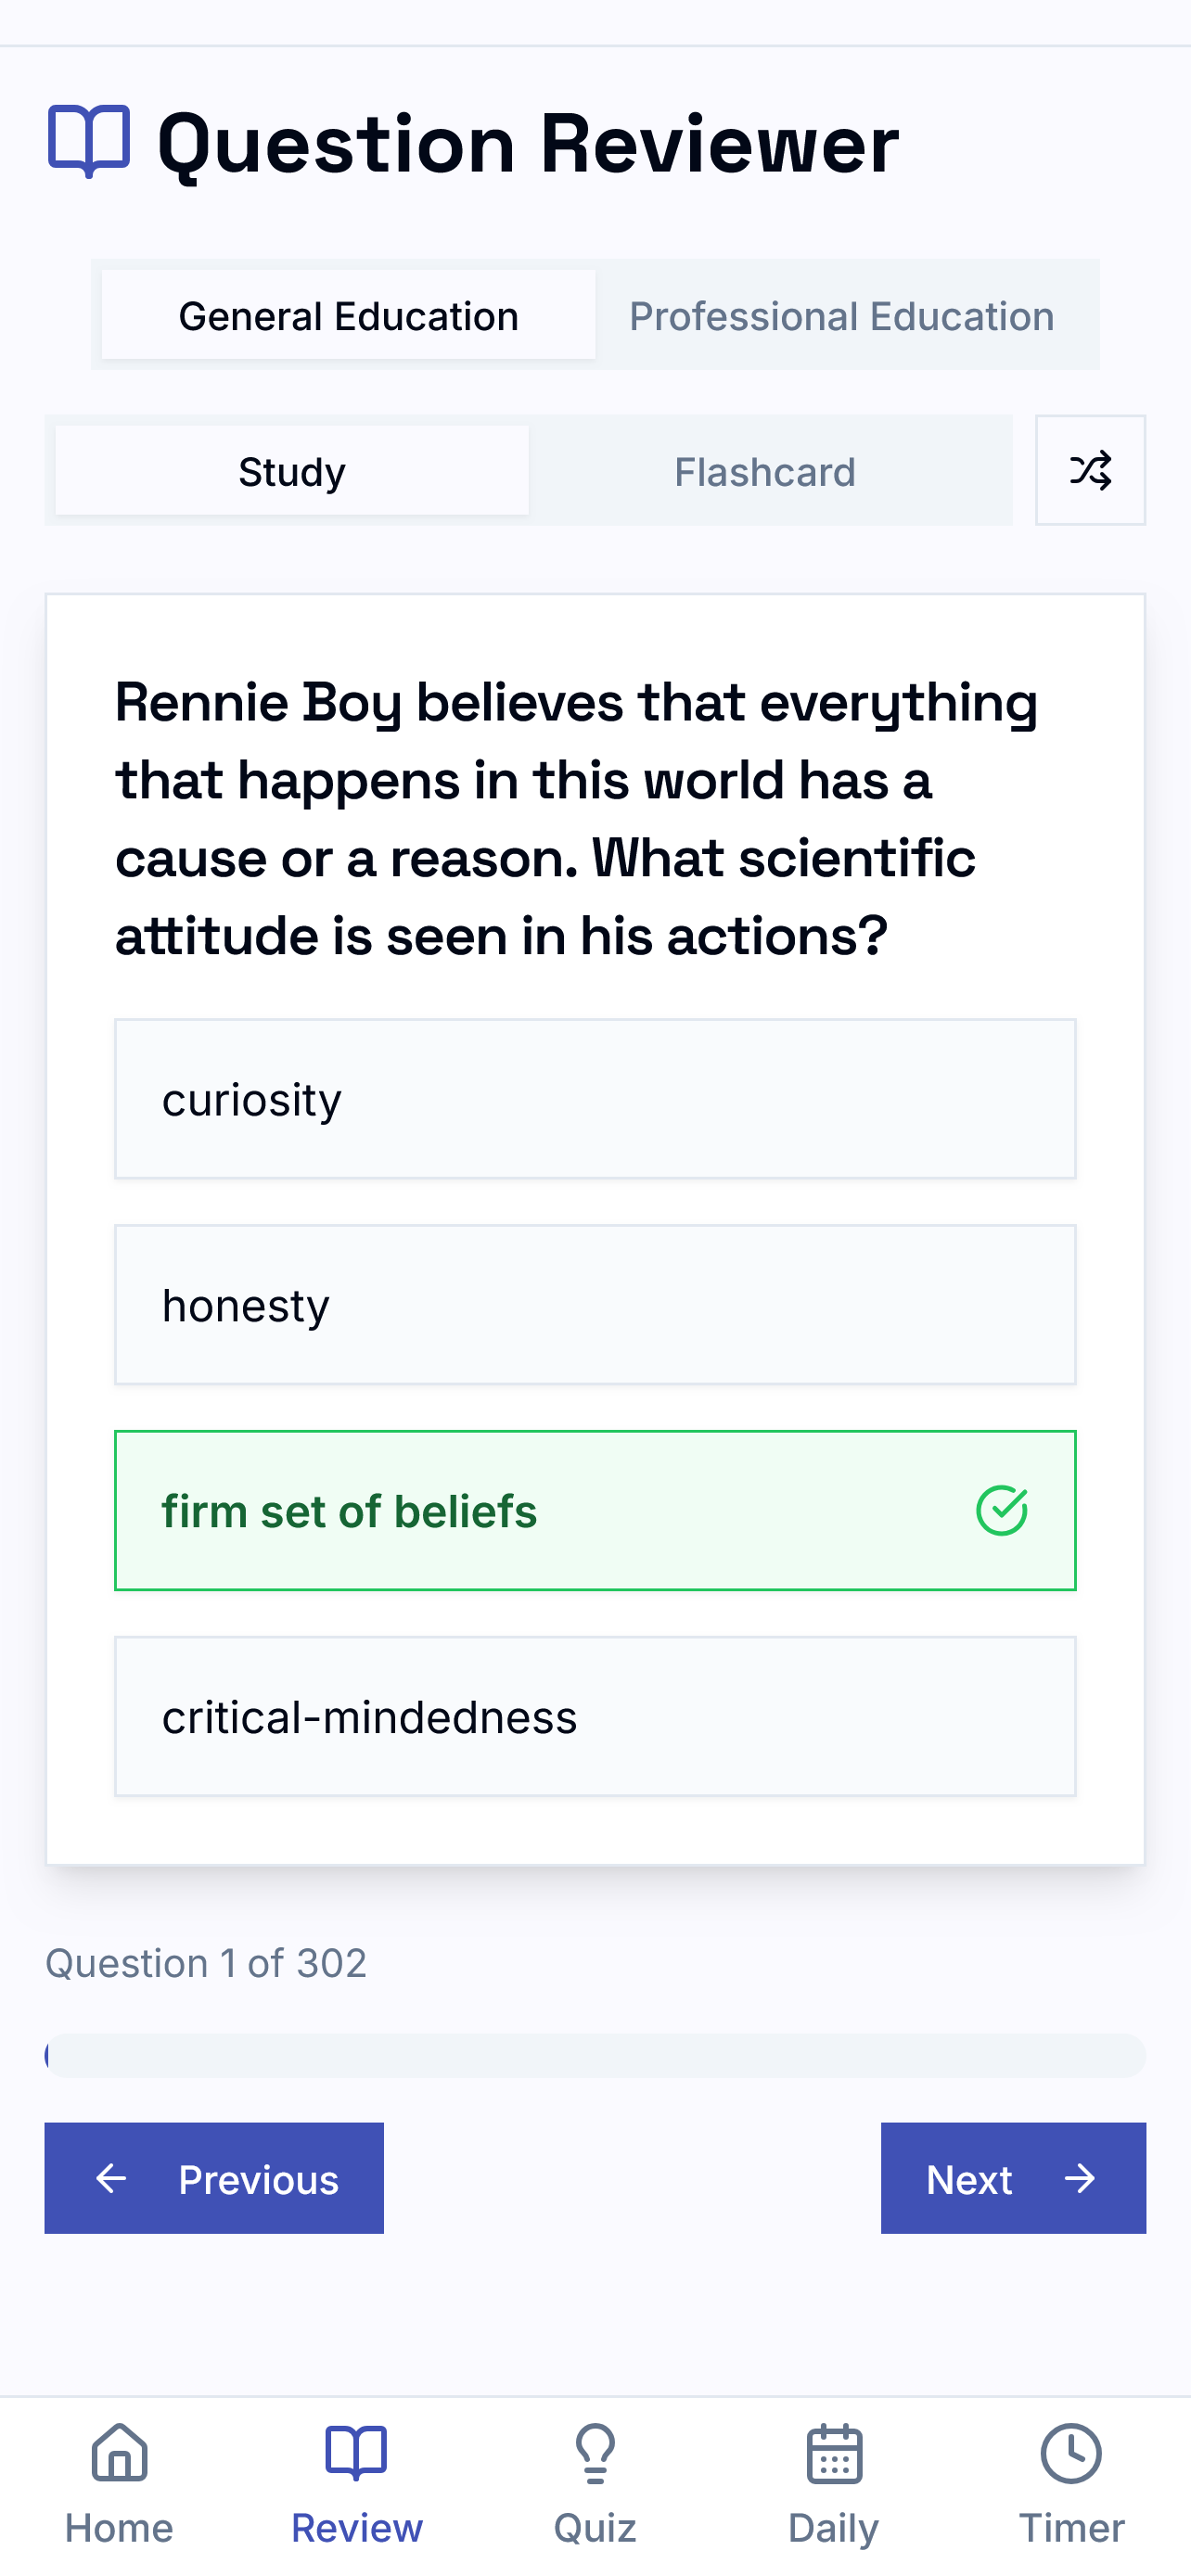 Question Reviewer
General Education
Professional Education
Study
Flashcard
Rennie Boy believes that everything
that happens in this world has a
cause or a reason. What scientific
attitude is seen in his actions?
curiosity
honesty
firm set of beliefs
critical-mindedness
Question 1 of 302
Previous
Next
Home
Review
Quiz
Daily
Timer